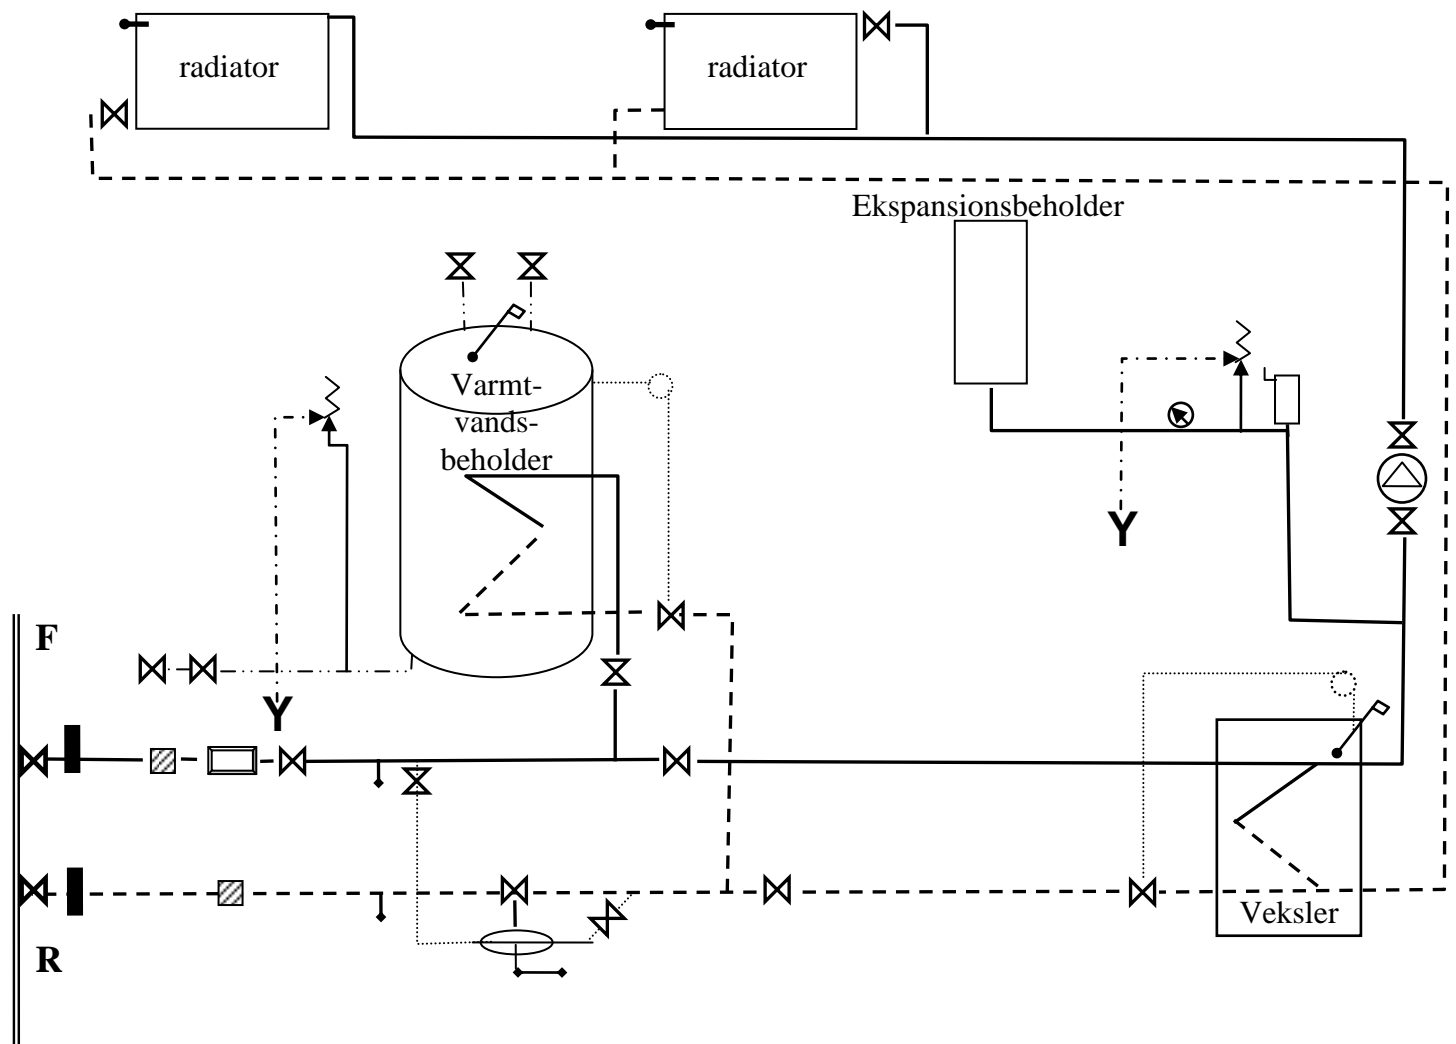 radiator
radiator
Ekspansionsbeholder
Varmt-
vands-
beholder
Y
F
Y
Veksler
R